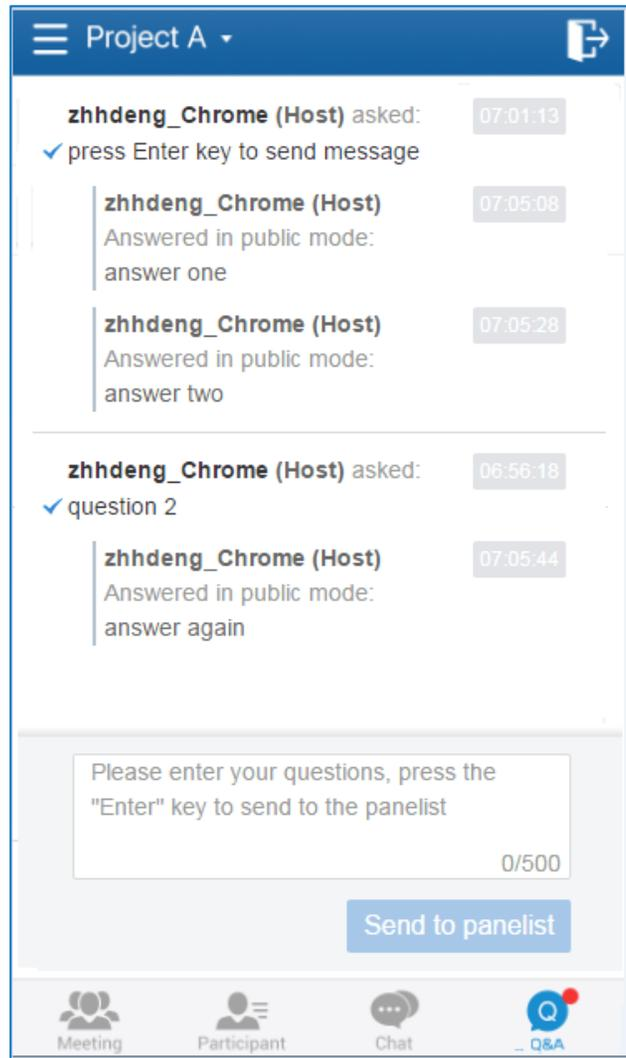 Project A
zhhdeng_Chrome (Host) asked: 07:01:13
press Enter key to send message
zhhdeng_Chrome (Host) 07:05:08
Answered in public mode:
answer one
zhhdeng_Chrome (Host) 07:05:28
Answered in public mode:
answer two
zhhdeng_Chrome (Host) asked: 06:56:18
question 2
zhhdeng_Chrome (Host) 07:05:44
Answered in public mode:
answer again
Please enter your questions, press the
"Enter" key to send to the panelist
0/500
Send to panelist
Meeting Participant Chat Q&A